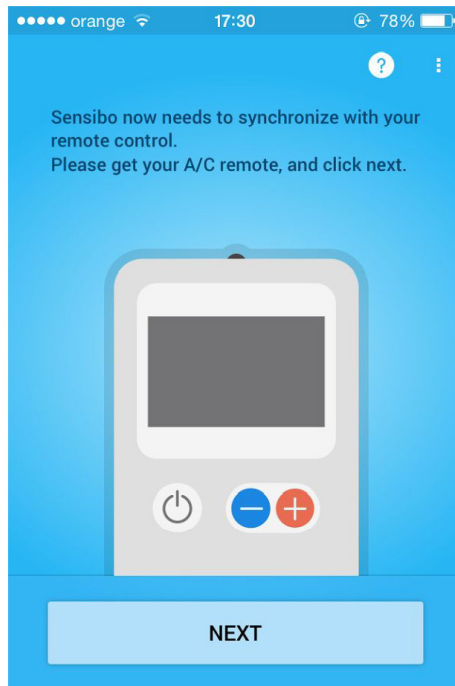 orange 17:30 78%
?
Sensibo now needs to synchronize with your
remote control.
Please get your A/C remote, and click next.
NEXT